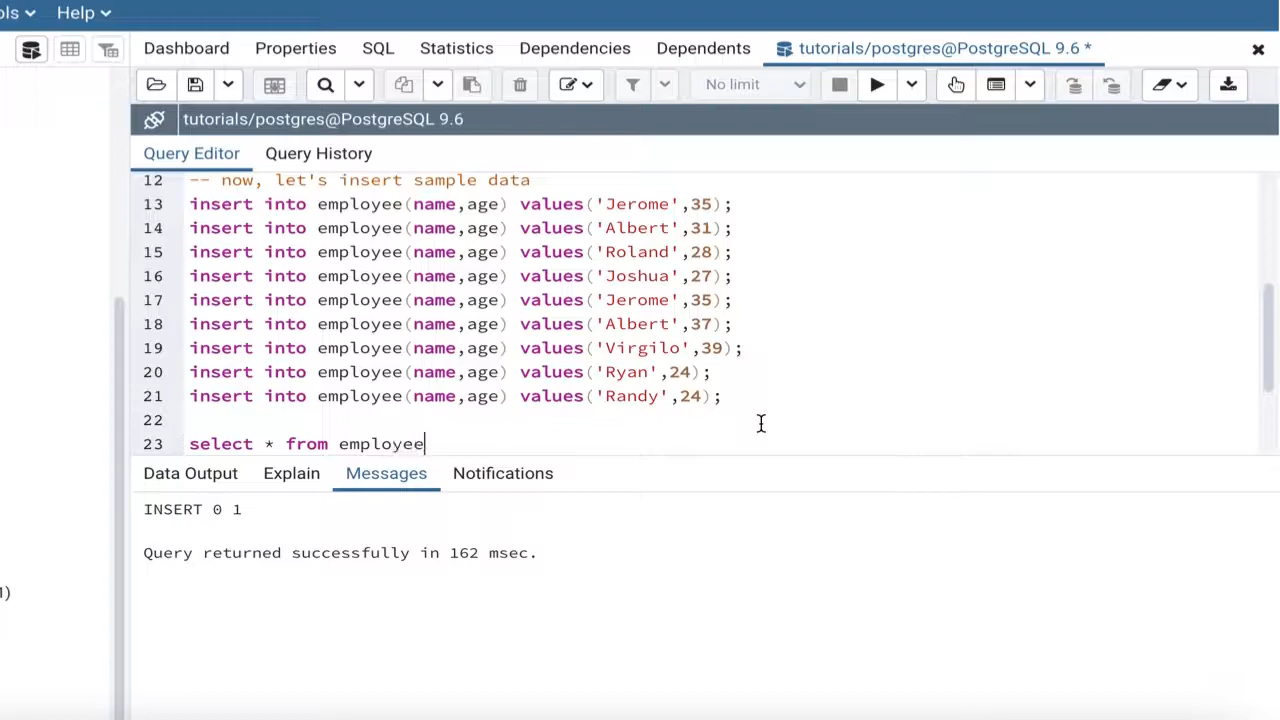 ols Help
Dashboard Properties SQL Statistics Dependencies Dependents tutorials/postgres@PostgreSQL 9.6 *
No limit
tutorials/postgres@PostgreSQL 9.6
Query Editor Query History
12 -- now, let's insert sample data
13 insert into employee(name,age) values('Jerome',35);
14 insert into employee(name,age) values('Albert',31);
15 insert into employee(name,age) values('Roland',28);
16 insert into employee(name,age) values('Joshua',27);
17 insert into employee(name,age) values('Jerome',35);
18 insert into employee(name,age) values('Albert',37);
19 insert into employee(name,age) values('Virgilo',39);
20 insert into employee(name,age) values('Ryan',24);
21 insert into employee(name,age) values('Randy',24);
22
23 select * from employee
Data Output Explain Messages Notifications
INSERT 0 1
Query returned successfully in 162 msec.